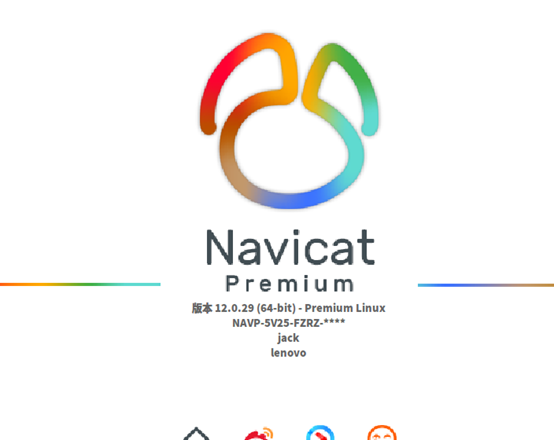 Navicat
Premium
版本 12.0.29 (64-bit) - Premium Linux
NAVP-5V25-FZRZ-****
jack
lenovo